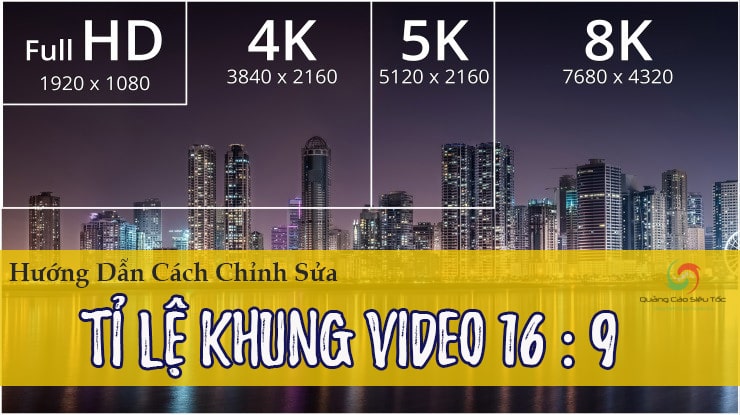 Full HD
1920 x 1080
4K
3840 x 2160
5K
5120 x 2160
8K
7680 x 4320
Hướng Dẫn Cách Chỉnh Sửa
TỈ LỆ KHUNG VIDEO 16 : 9
Quảng Cáo Siêu Tốc